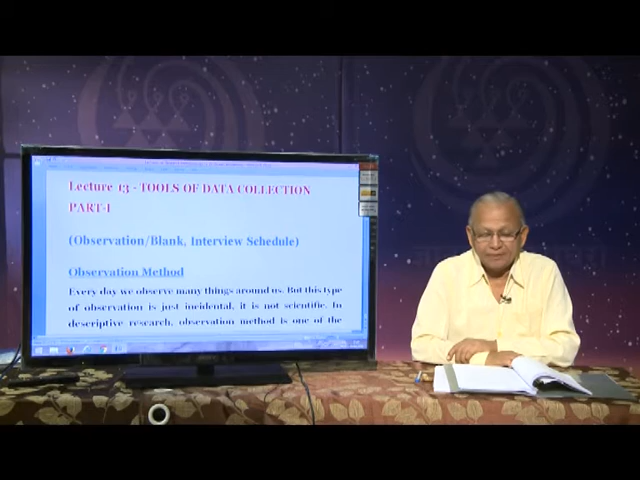 Lecture 13 - TOOLS OF DATA COLLECTION
PART-I
(Observation/Blank, Interview Schedule)
Observation Method
Every day we observe many things around us. But this type
of observation is just incidental, it is not scientific. In
descriptive research, observation method is one of the